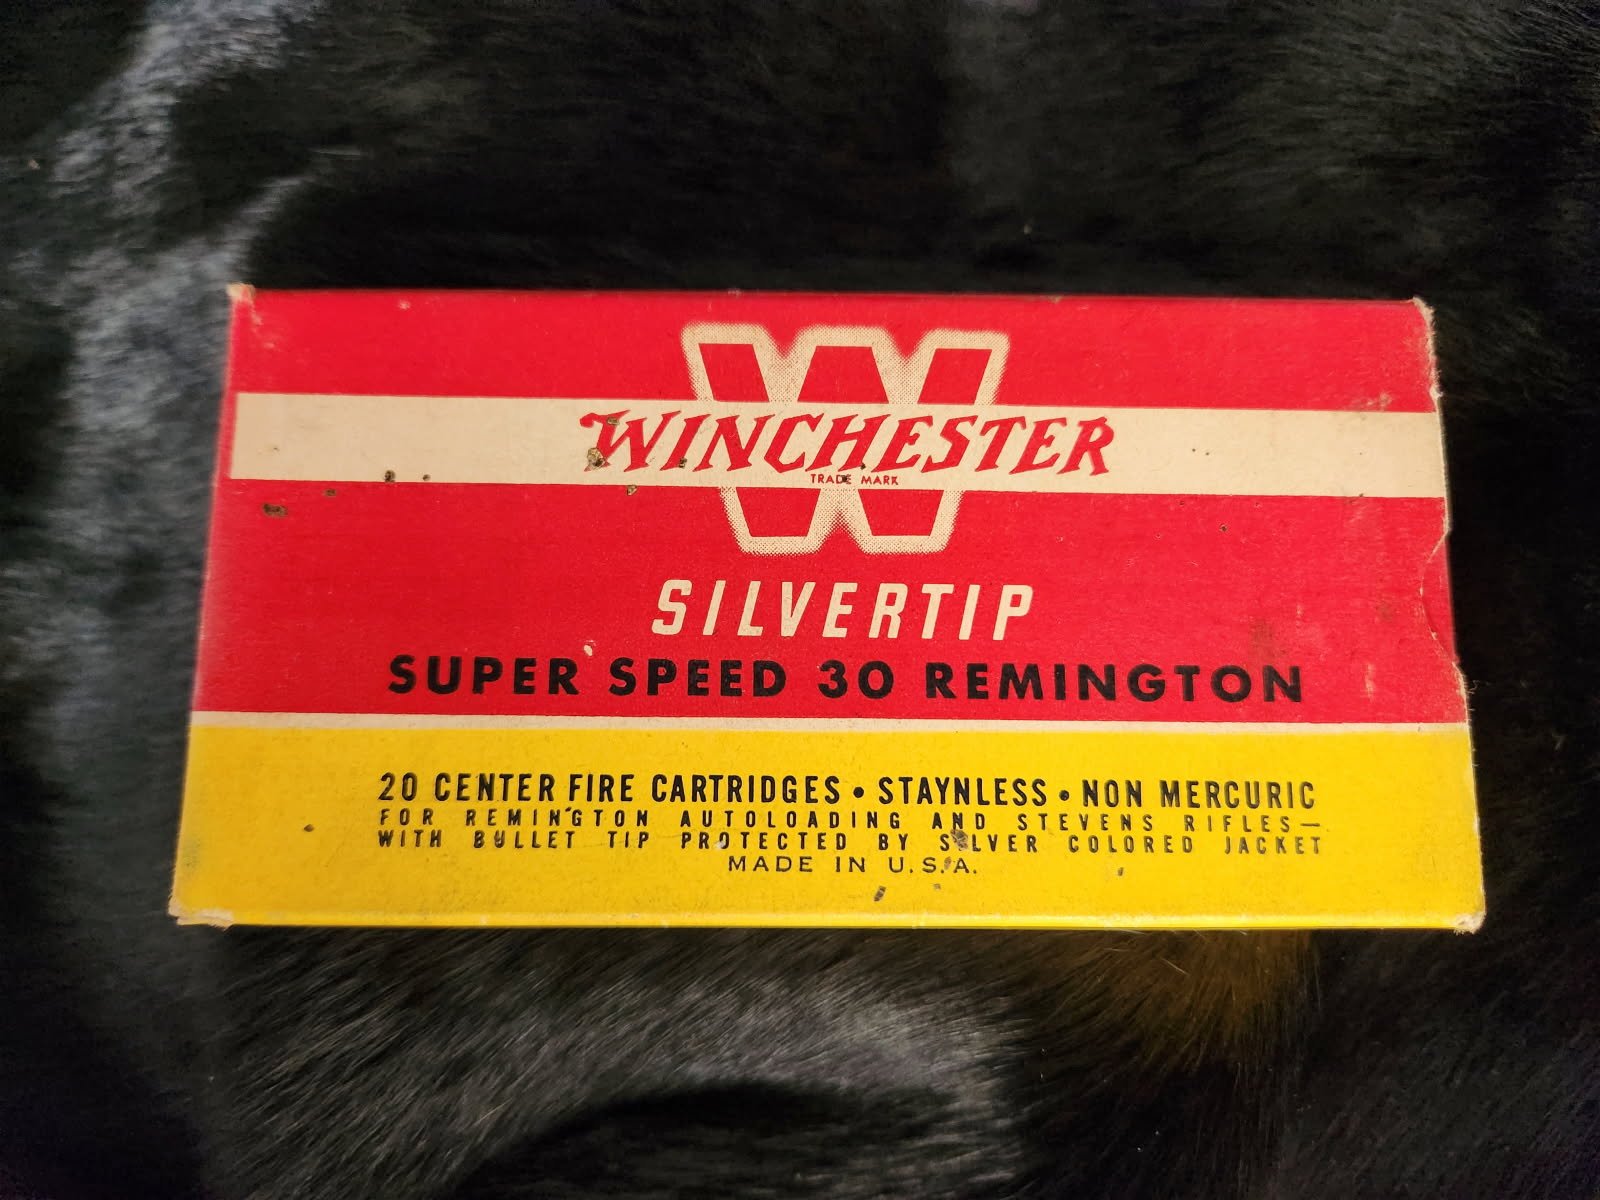 W
WINCHESTER
TRADE MARK
SILVERTIP
SUPER SPEED 30 REMINGTON
20 CENTER FIRE CARTRIDGES • STAYNLESS • NON MERCURIC
FOR REMINGTON AUTOLOADING AND STEVENS RIFLES—
WITH BULLET TIP PROTECTED BY SILVER COLORED JACKET
MADE IN U.S.A.